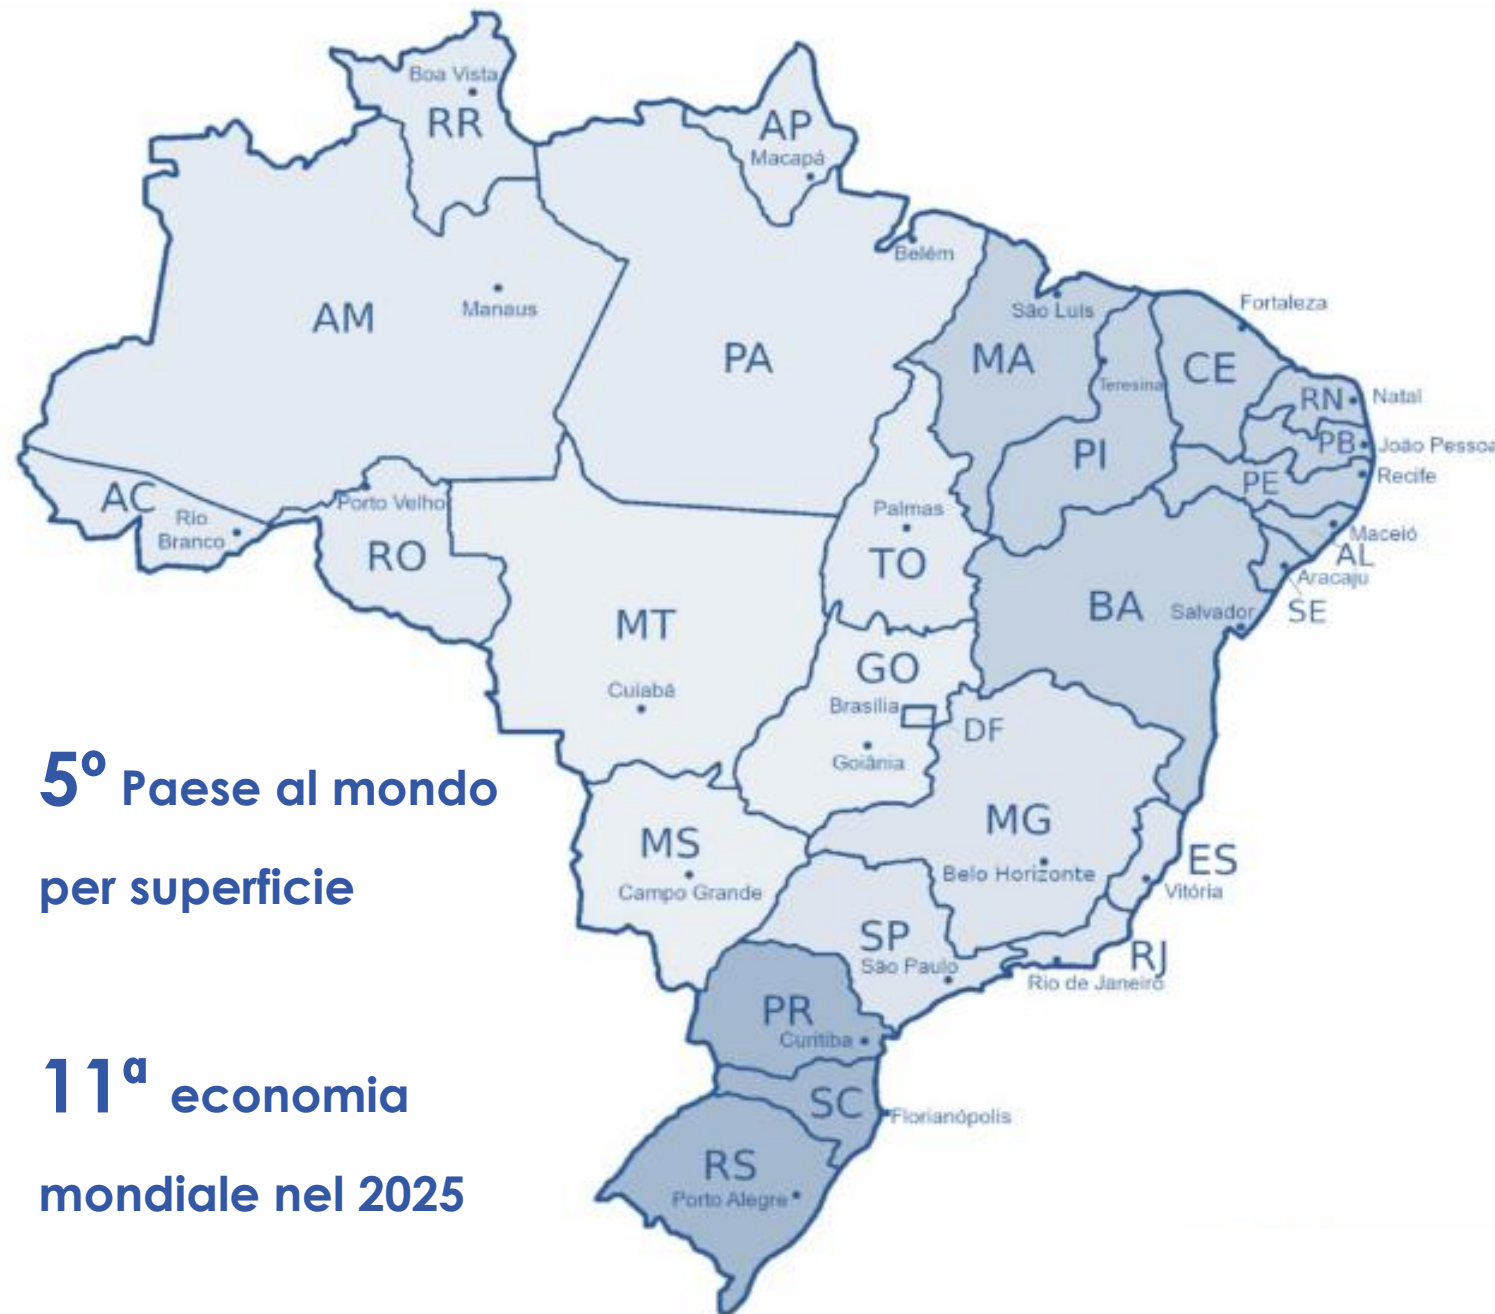 Boa Vista
RR
AP
Macapá
Belém
AM
Manaus
PA
São Luis
MA
Teresina
Fortaleza
CE
RN
Natal
PB
João Pessoa
PI
PE
Recife
AC
Rio
Branco
Porto Velho
RO
Palmas
TO
Maceió
AL
Aracaju
SE
BA
Salvador
MT
Cuiabá
GO
Brasília
DF
Goiânia
5º Paese al mondo
per superficie
MS
Campo Grande
MG
Belo Horizonte
ES
Vitória
SP
São Paulo
RJ
Rio de Janeiro
PR
Curitiba
11ª economia
mondiale nel 2025
SC
Florianópolis
RS
Porto Alegre